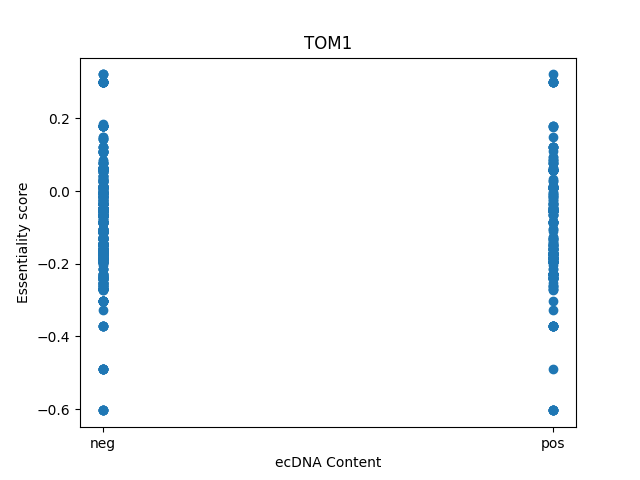 TOM1
Essentiality score
0.2
0.0
−0.2
−0.4
−0.6
neg
pos
ecDNA Content